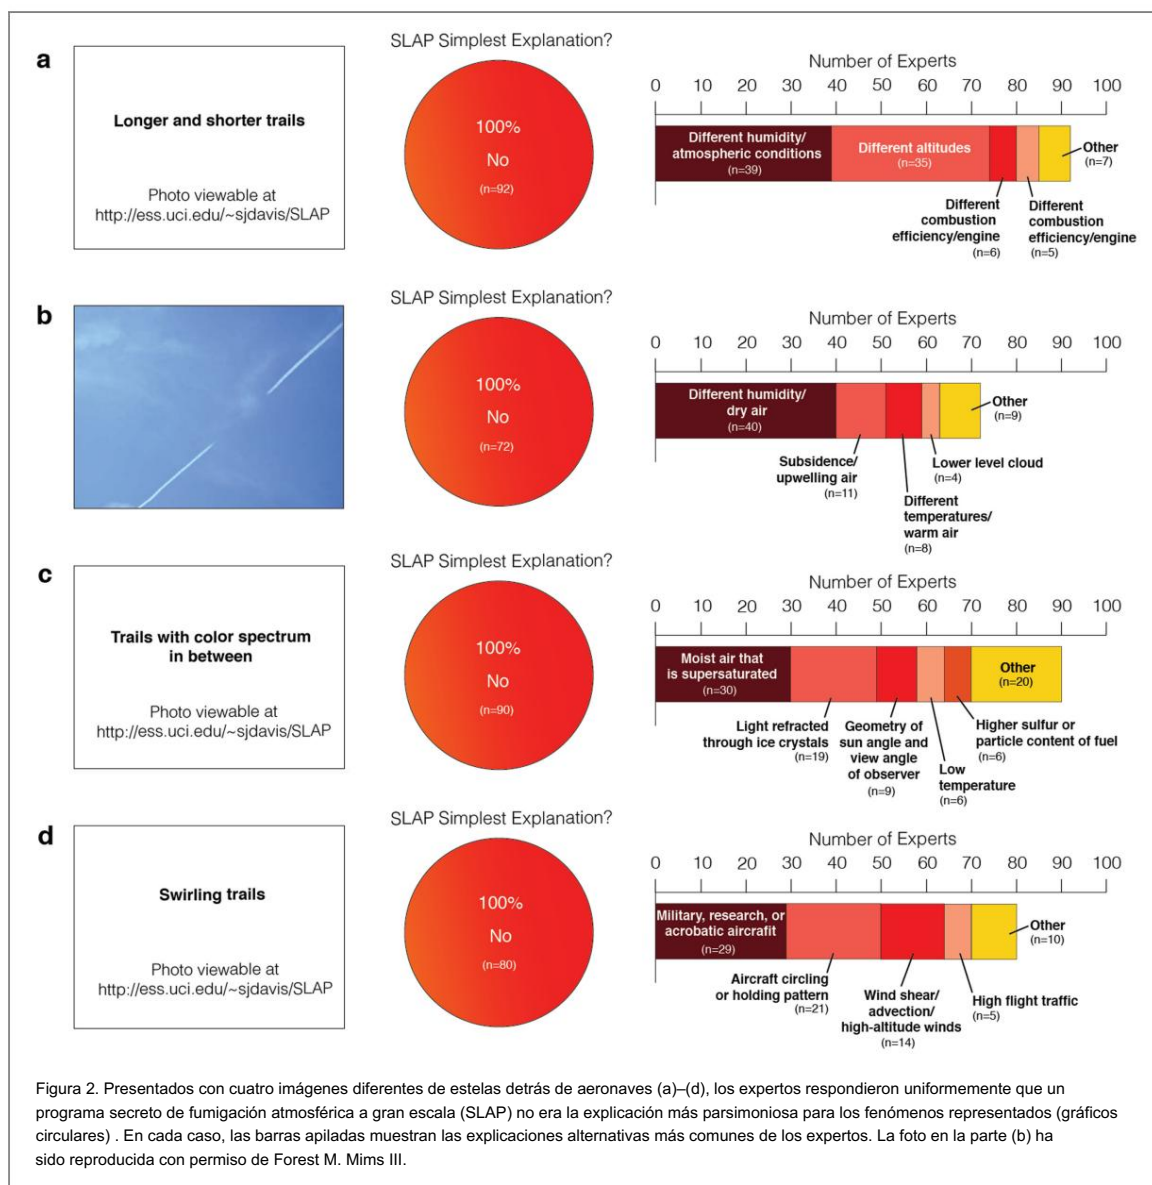 a
Longer and shorter trails
Photo viewable at
http://ess.uci.edu/~sjdavis/SLAP
SLAP Simplest Explanation?
100%
No
(n=92)
Number of Experts
0 10 20 30 40 50 60 70 80 90 100
Different humidity/
atmospheric conditions
(n=39)
Different altitudes
(n=35)
Different
combustion
efficiency/engine
(n=6)
Different
combustion
efficiency/engine
(n=5)
Other
(n=7)
b
SLAP Simplest Explanation?
100%
No
(n=72)
Number of Experts
0 10 20 30 40 50 60 70 80 90 100
Different humidity/
dry air
(n=40)
Subsidence/
upwelling air
(n=11)
Different
temperatures/
warm air
(n=8)
Lower level cloud
(n=4)
Other
(n=9)
c
Trails with color spectrum
in between
Photo viewable at
http://ess.uci.edu/~sjdavis/SLAP
SLAP Simplest Explanation?
100%
No
(n=90)
Number of Experts
0 10 20 30 40 50 60 70 80 90 100
Moist air that
is supersaturated
(n=30)
Light refracted
through ice crystals
(n=19)
Geometry of
sun angle and
view angle
of observer
(n=9)
Low
temperature
(n=6)
Higher sulfur or
particle content of fuel
(n=6)
Other
(n=20)
d
Swirling trails
Photo viewable at
http://ess.uci.edu/~sjdavis/SLAP
SLAP Simplest Explanation?
100%
No
(n=80)
Number of Experts
0 10 20 30 40 50 60 70 80 90 100
Military, research, or
acrobatic aircrafit
(n=29)
Aircraft circling
or holding pattern
(n=21)
Wind shear/
advection/
high-altitude winds
(n=14)
High flight traffic
(n=5)
Other
(n=10)
Figura 2. Presentados con cuatro imágenes diferentes de estelas detrás de aeronaves (a)–(d), los expertos respondieron uniformemente que un
programa secreto de fumigación atmosférica a gran escala (SLAP) no era la explicación más parsimoniosa para los fenómenos representados (gráficos
circulares) . En cada caso, las barras apiladas muestran las explicaciones alternativas más comunes de los expertos. La foto en la parte (b) ha
sido reproducida con permiso de Forest M. Mims III.